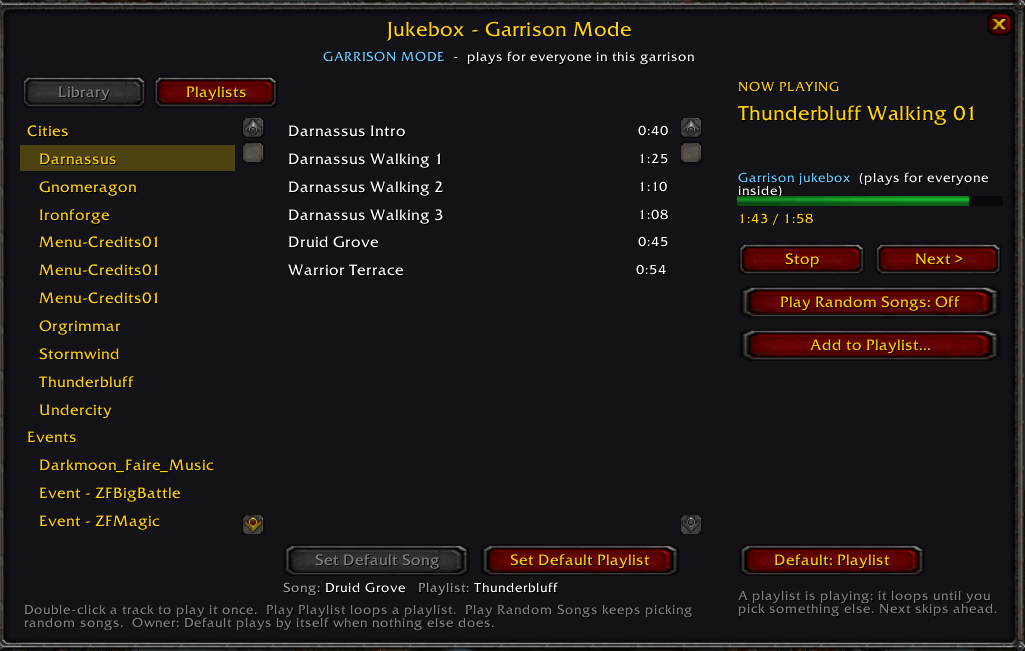 Jukebox - Garrison Mode
GARRISON MODE - plays for everyone in this garrison
Library
Playlists
Cities
Darnassus
Gnomeragon
Ironforge
Menu-Credits01
Menu-Credits01
Menu-Credits01
Orgrimmar
Stormwind
Thunderbluff
Undercity
Events
Darkmoon_Faire_Music
Event - ZFBigBattle
Event - ZFMagic
Darnassus Intro 0:40
Darnassus Walking 1 1:25
Darnassus Walking 2 1:10
Darnassus Walking 3 1:08
Druid Grove 0:45
Warrior Terrace 0:54
Set Default Song
Set Default Playlist
Song: Druid Grove Playlist: Thunderbluff
Double-click a track to play it once. Play Playlist loops a playlist. Play Random Songs keeps picking
random songs. Owner: Default plays by itself when nothing else does.
NOW PLAYING
Thunderbluff Walking 01
Garrison jukebox (plays for everyone
inside)
1:43 / 1:58
Stop
Next >
Play Random Songs: Off
Add to Playlist...
Default: Playlist
A playlist is playing: it loops until you
pick something else. Next skips ahead.